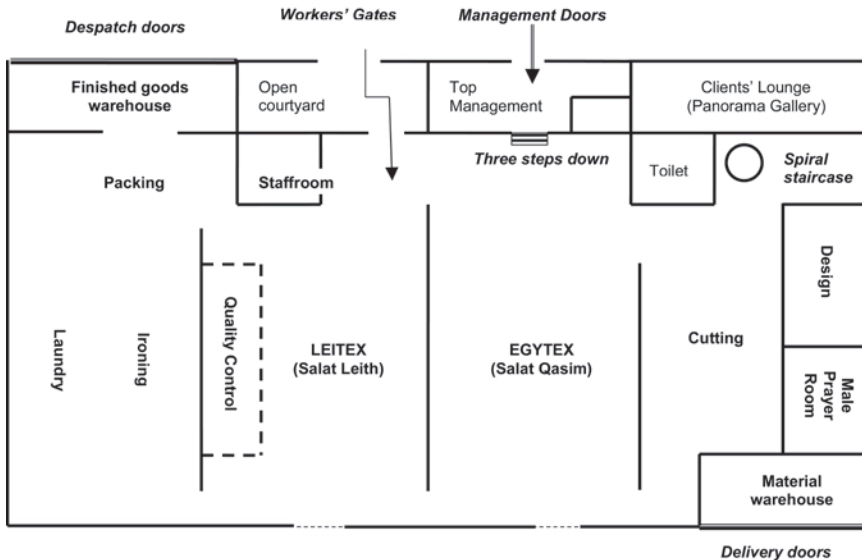 Despatch doors
Workers' Gates
Management Doors
Finished goods
warehouse
Open
courtyard
Top
Management
Clients' Lounge
(Panorama Gallery)
Packing
Staffroom
Three steps down
Toilet
Spiral
staircase
Laundry
Ironing
Quality Control
LEITEX
(Salat Leith)
EGYTEX
(Salat Qasim)
Cutting
Design
Male
Prayer
Room
Material
warehouse
Delivery doors